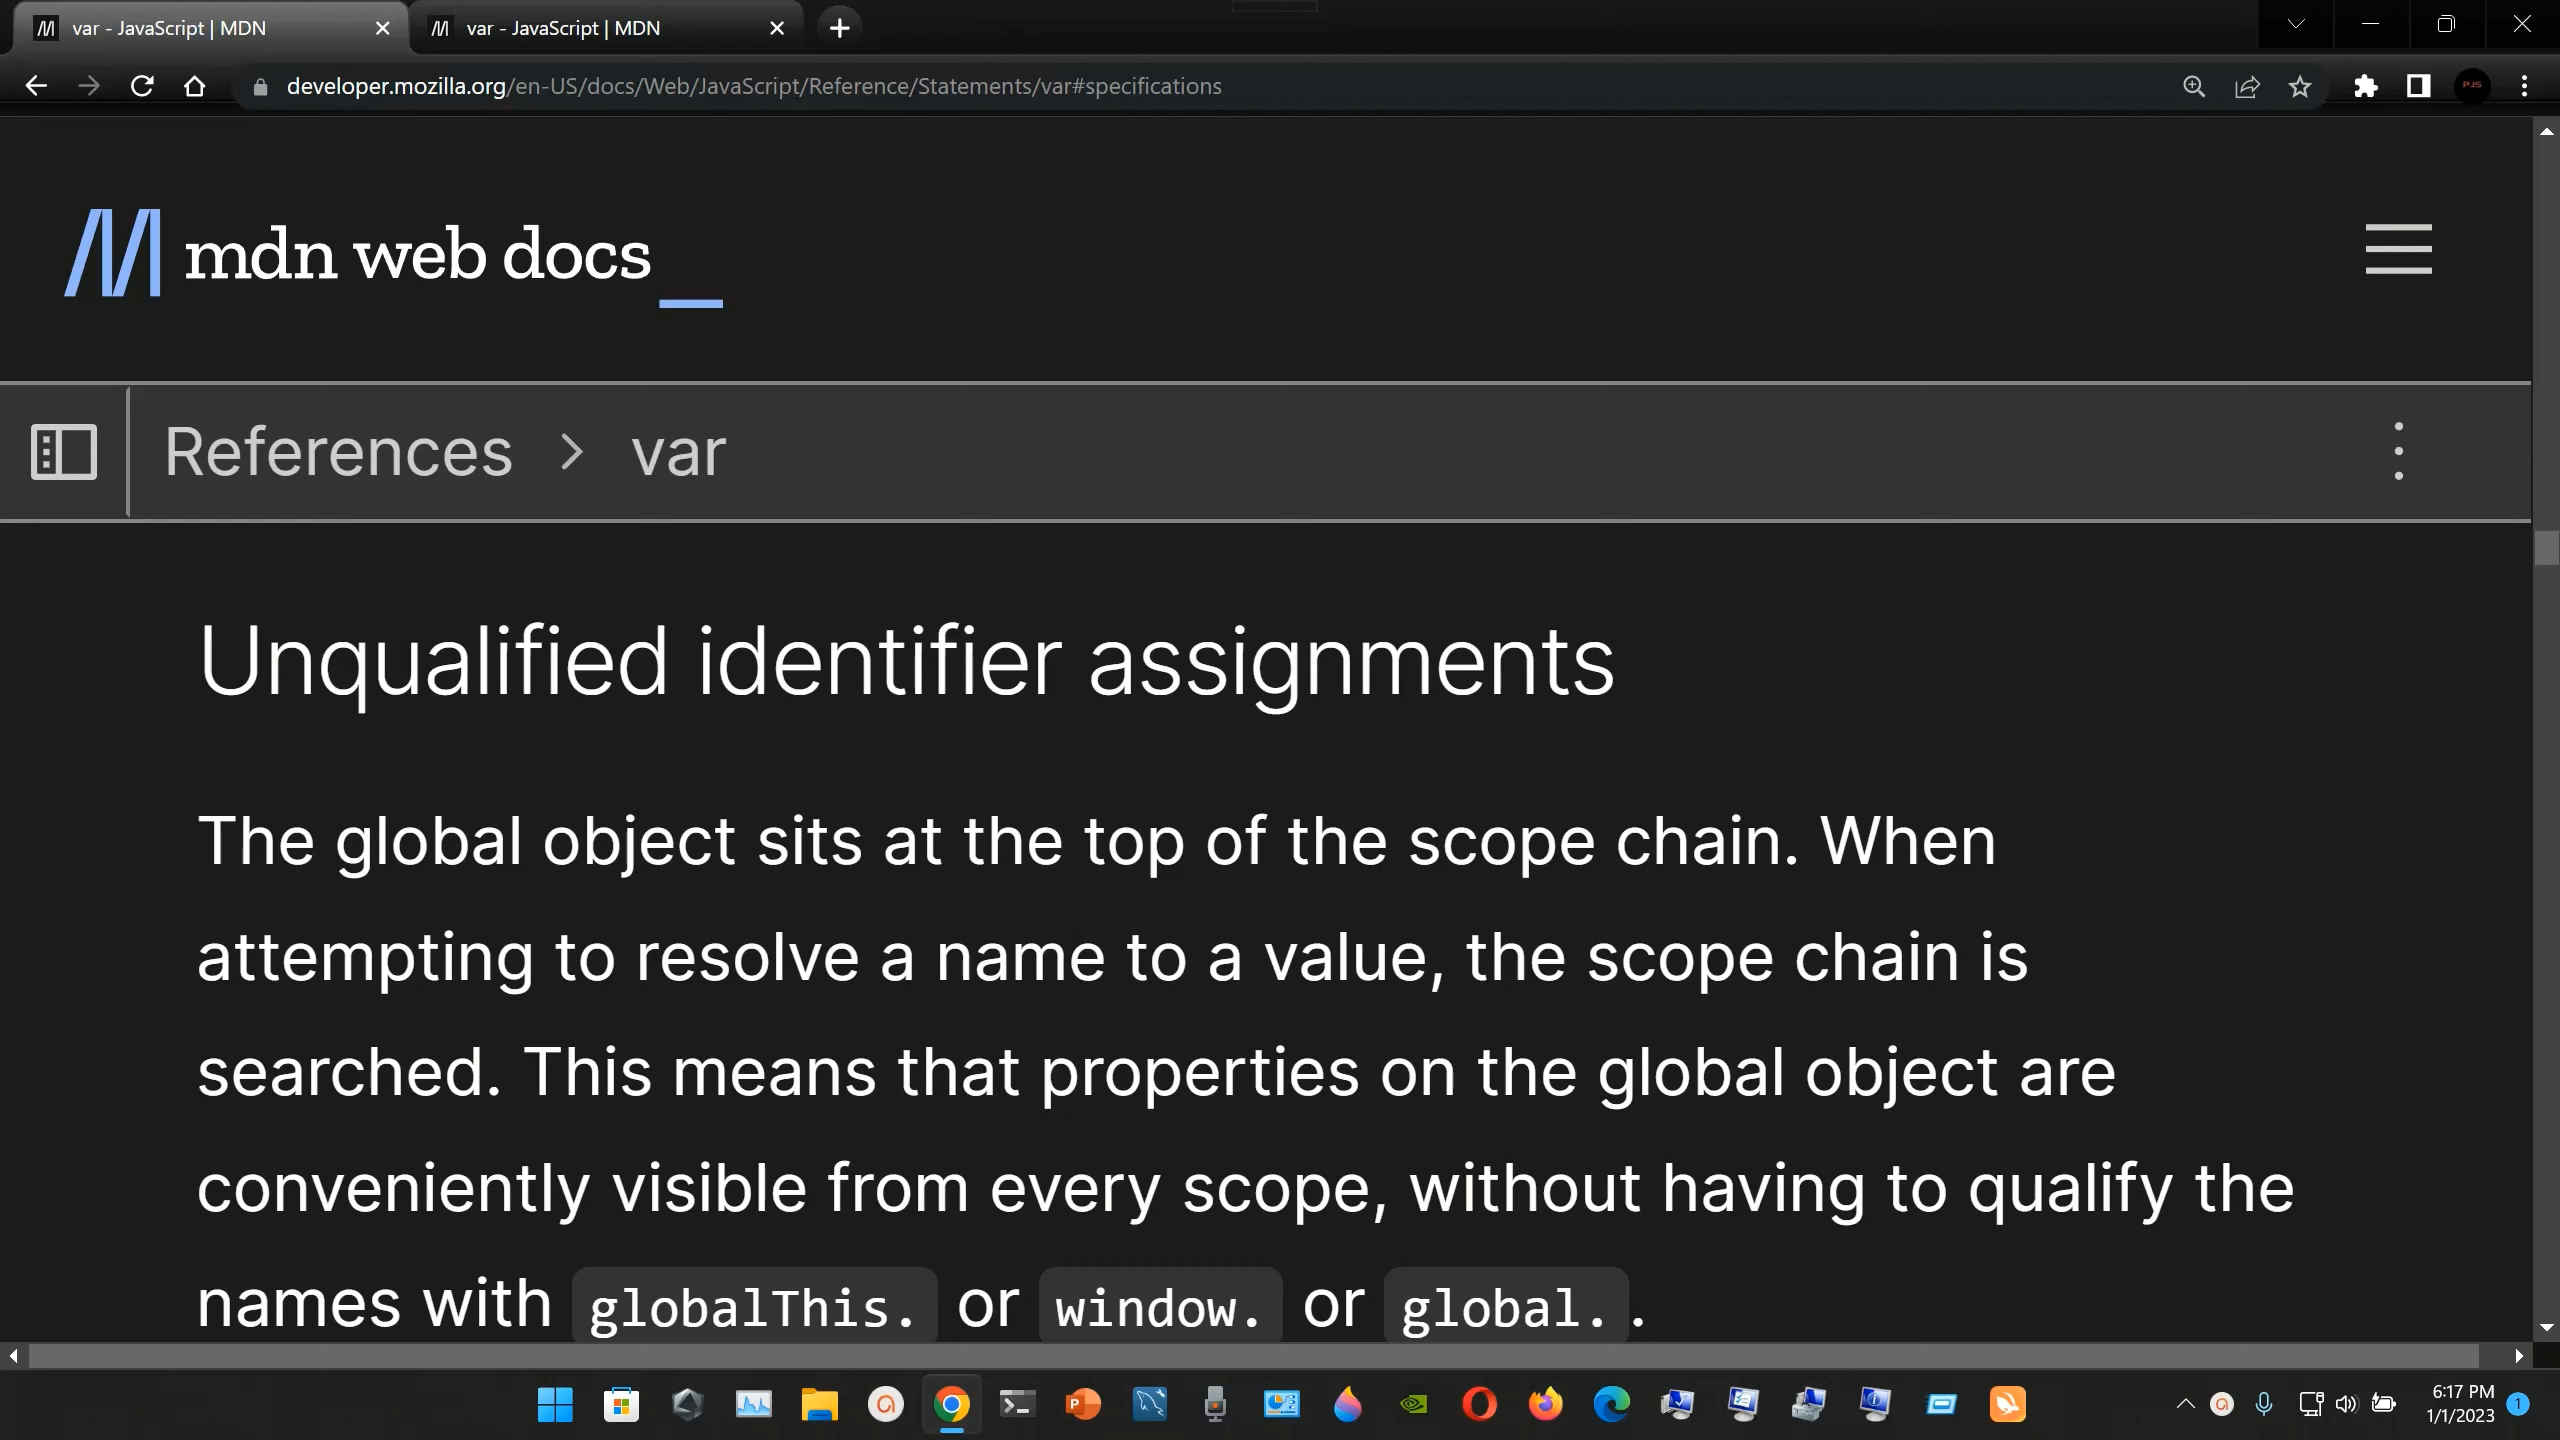 var - JavaScript | MDN
var - JavaScript | MDN
developer.mozilla.org/en-US/docs/Web/JavaScript/Reference/Statements/var#specifications
PJS
mdn web docs_
References > var
Unqualified identifier assignments
The global object sits at the top of the scope chain. When
attempting to resolve a name to a value, the scope chain is
searched. This means that properties on the global object are
conveniently visible from every scope, without having to qualify the
names with globalThis. or window. or global. .
6:17 PM
1/1/2023
1